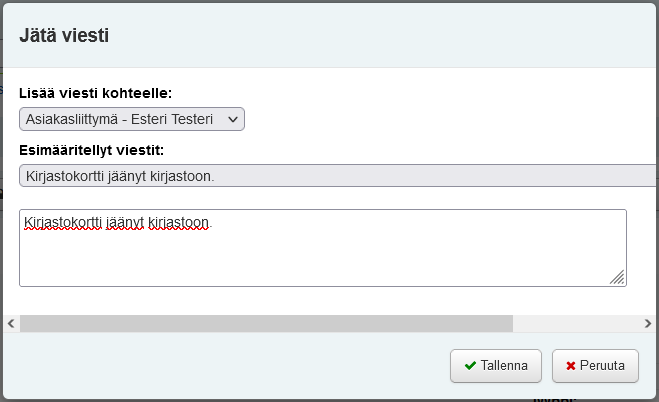 Jätä viesti
Lisää viesti kohteelle:
Asiakasliittymä - Esteri Testeri
Esimääritellyt viestit:
Kirjastokortti jäänyt kirjastoon.
Kirjastokortti jäänyt kirjastoon.
Tallenna
Peruuta